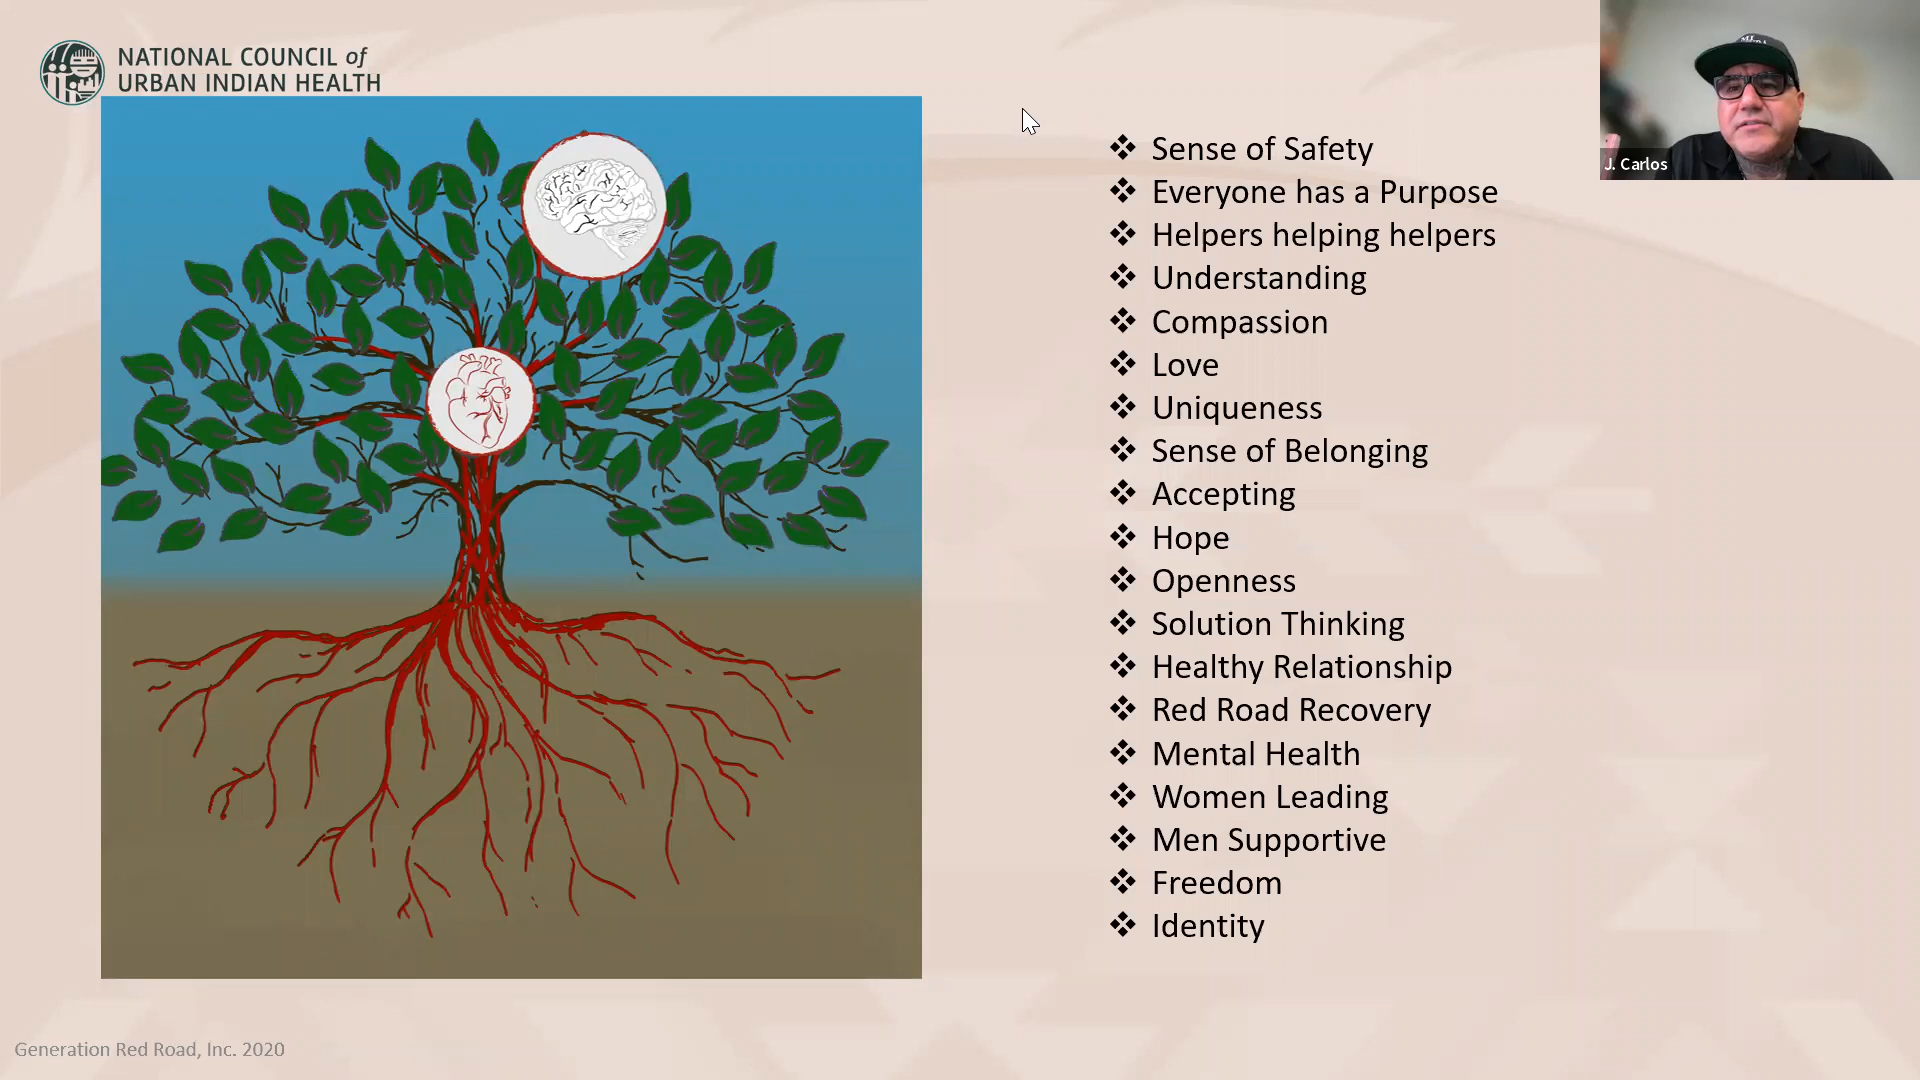 NATIONAL COUNCIL of
URBAN INDIAN HEALTH
J. Carlos
Sense of Safety
Everyone has a Purpose
Helpers helping helpers
Understanding
Compassion
Love
Uniqueness
Sense of Belonging
Accepting
Hope
Openness
Solution Thinking
Healthy Relationship
Red Road Recovery
Mental Health
Women Leading
Men Supportive
Freedom
Identity
Generation Red Road, Inc. 2020